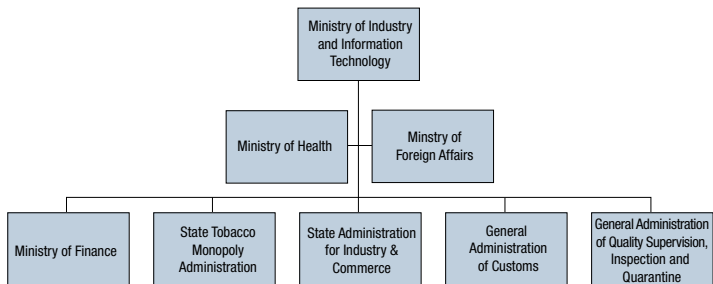 Ministry of Industry
and Information
Technology
Ministry of Health
Minstry of
Foreign Affairs
Ministry of Finance
State Tobacco
Monopoly
Administration
State Administration
for Industry &
Commerce
General
Administration
of Customs
General Administration
of Quality Supervision,
Inspection and
Quarantine